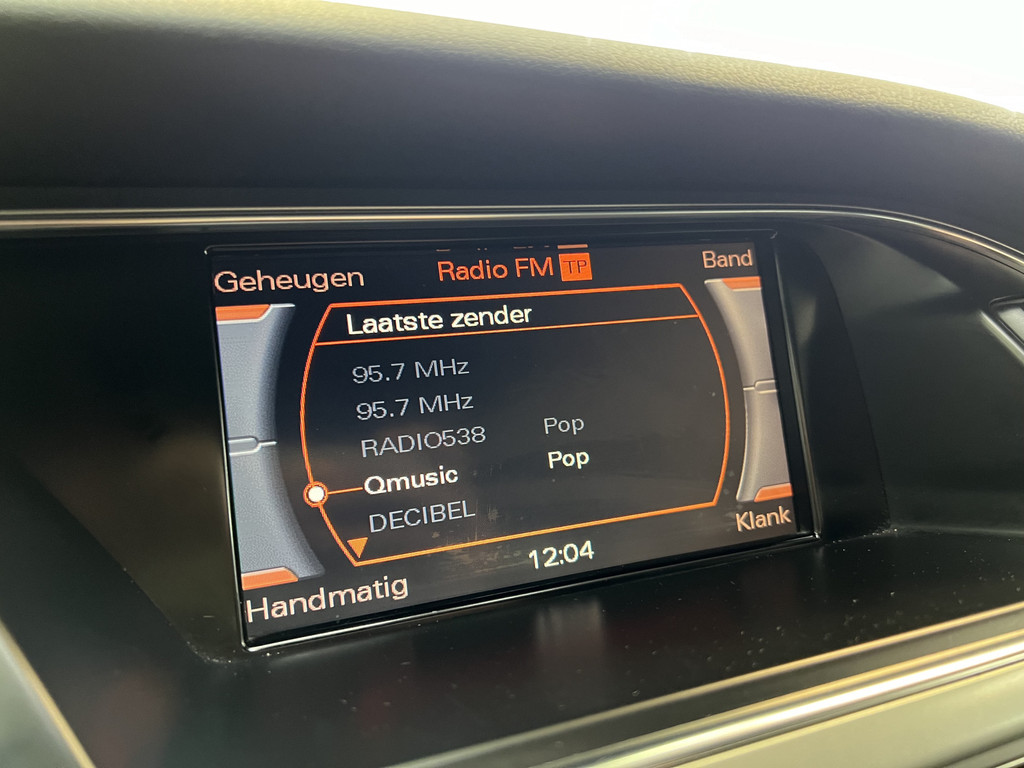 Geheugen
Radio FM TP
Band
Laatste zender
95.7 MHz
95.7 MHz
RADIO538 Pop
Qmusic Pop
DECIBEL
12:04
Handmatig
Klank